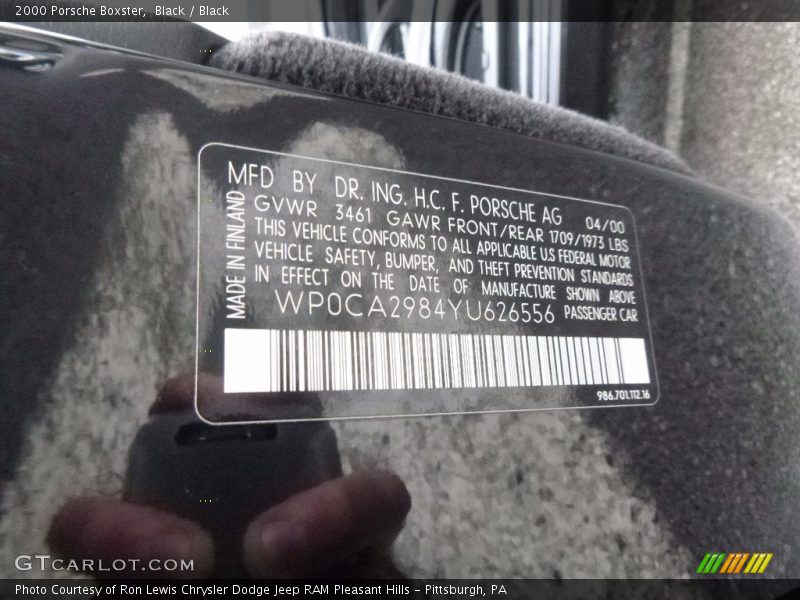 2000 Porsche Boxster, Black / Black
MFD BY DR. ING. H.C. F. PORSCHE AG 04/00
GVWR 3461 GAWR FRONT/REAR 1709/1973 LBS
THIS VEHICLE CONFORMS TO ALL APPLICABLE US FEDERAL MOTOR
VEHICLE SAFETY, BUMPER, AND THEFT PREVENTION STANDARDS
IN EFFECT ON THE DATE OF MANUFACTURE SHOWN ABOVE
WP0CA2984YU626556 PASSENGER CAR
MADE IN FINLAND
986.701.112.16
GTCARLOT.COM
Photo Courtesy of Ron Lewis Chrysler Dodge Jeep RAM Pleasant Hills - Pittsburgh, PA